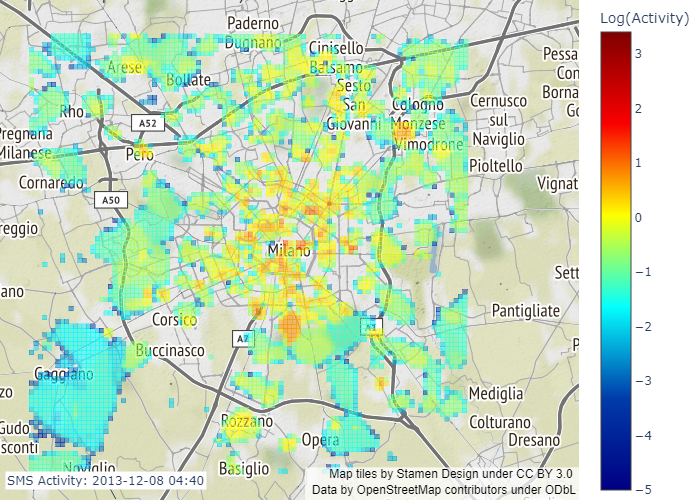 Log(Activity)
3
2
1
0
−1
−2
−3
−4
−5
Paderno
Dugnano
Cinisello
Balsamo
Arese
Bollate
Sesto
San
Giovanni
Rho
A52
Cologno
Monzese
Vimodrone
Cernusco
sul
Naviglio
Pessa
Con
Borna
Go
Pregnana
Milanese
Pero
Pioltello
Cornaredo
A50
Vignat
reggio
Milano
Sett
ano
Corsico
A7
A1
Pantigliate
P
Buccinasco
Gaggiano
zo
Mediglia
Gudo
sconti
Rozzano
Opera
Colturano
Dresano
Noviglio
Basiglio
SMS Activity: 2013-12-08 04:40
Map tiles by Stamen Design under CC BY 3.0
Data by OpenStreetMap contributors under ODbL